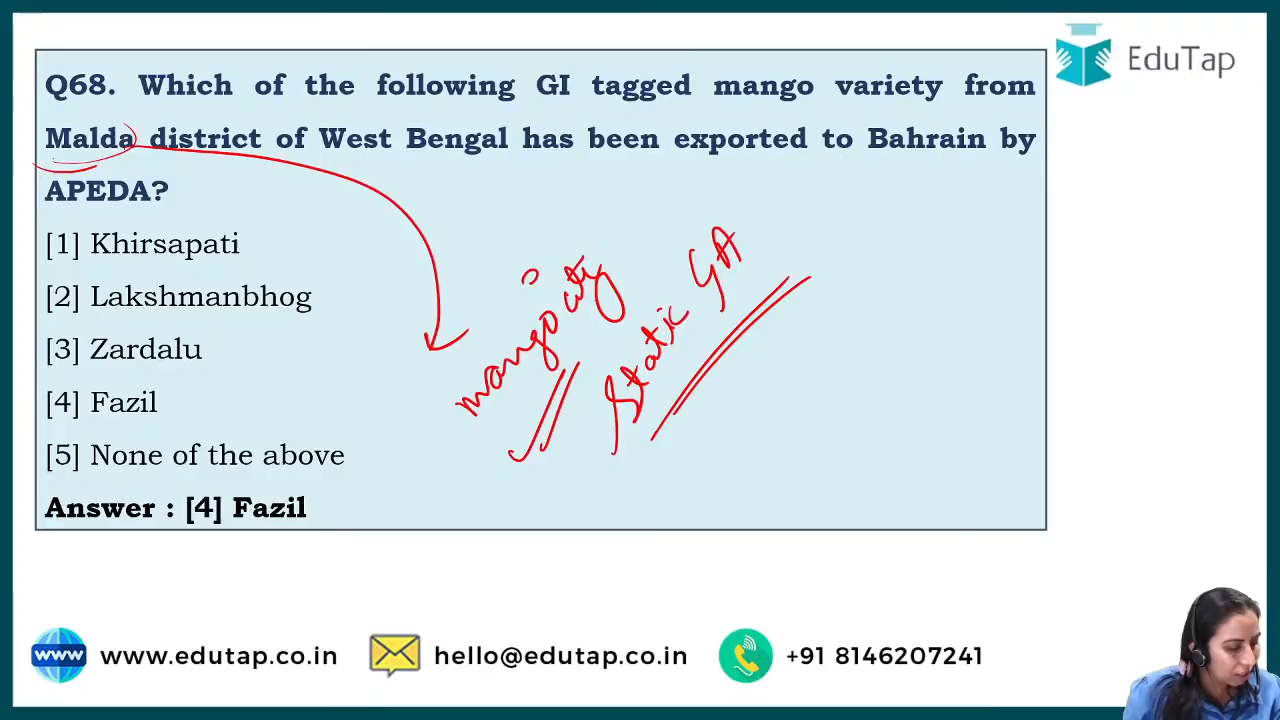 EduTap
Q68. Which of the following GI tagged mango variety from
Malda district of West Bengal has been exported to Bahrain by
APEDA?
[1] Khirsapati
[2] Lakshmanbhog
[3] Zardalu
[4] Fazil
[5] None of the above
Answer : [4] Fazil
mango city
Static GA
www
www.edutap.co.in
hello@edutap.co.in
+91 8146207241